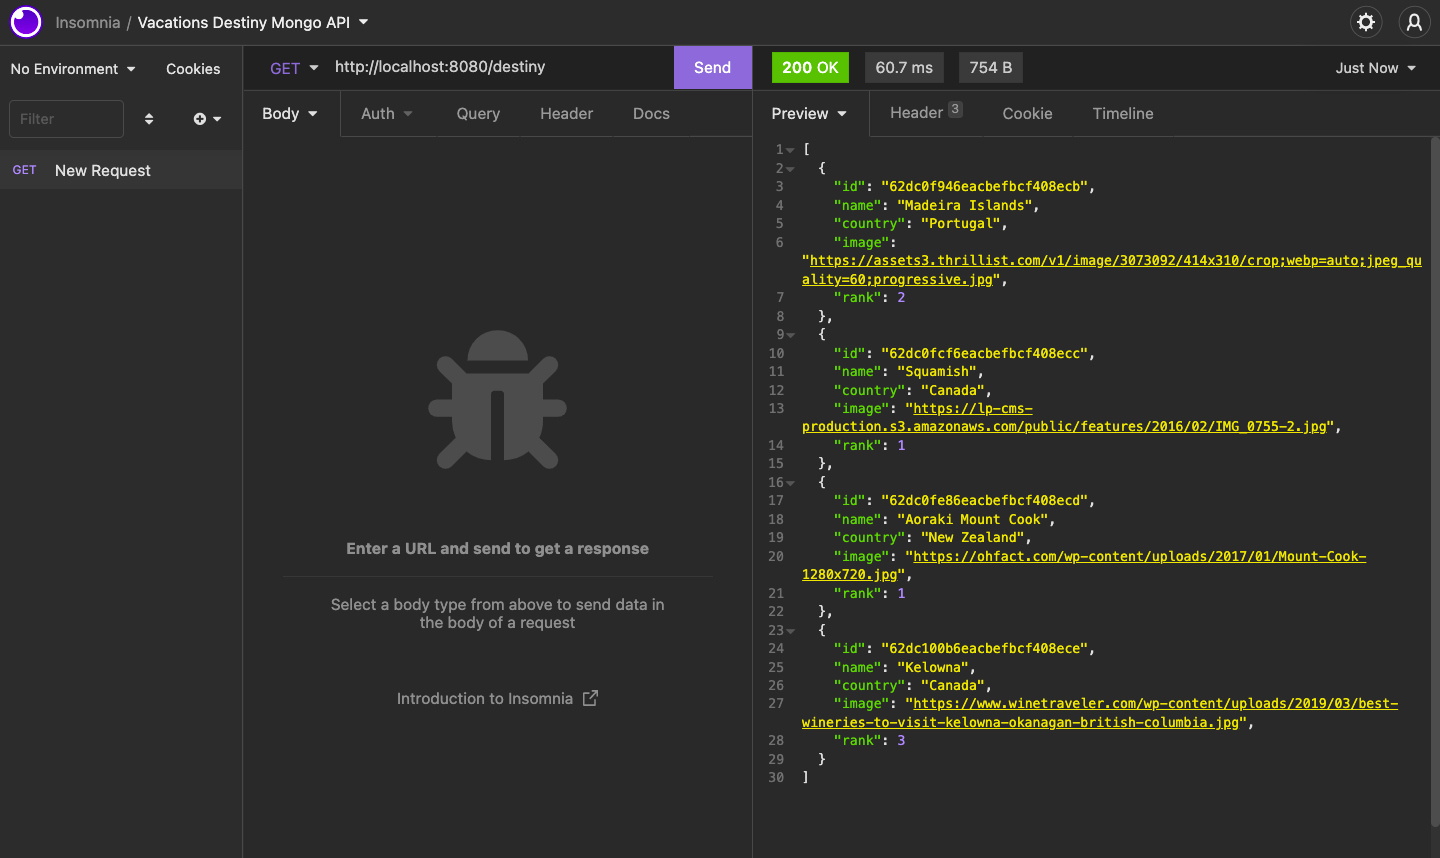 Insomnia / Vacations Destiny Mongo API
No Environment
Cookies
Filter
GET New Request
GET http://localhost:8080/destiny
Send
Body
Auth
Query
Header
Docs
Enter a URL and send to get a response
Select a body type from above to send data in
the body of a request
Introduction to Insomnia
200 OK
60.7 ms
754 B
Just Now
Preview
Header 3
Cookie
Timeline
1 [
2 {
3 "id": "62dc0f946eacbefbcf408ecb",
4 "name": "Madeira Islands",
5 "country": "Portugal",
6 "image":
"https://assets3.thrillist.com/v1/image/3073092/414x310/crop;webp=auto;jpeg_qu
ality=60;progressive.jpg",
7 "rank": 2
8 },
9 {
10 "id": "62dc0fcf6eacbefbcf408ecc",
11 "name": "Squamish",
12 "country": "Canada",
13 "image": "https://lp-cms-
production.s3.amazonaws.com/public/features/2016/02/IMG_0755-2.jpg",
14 "rank": 1
15 },
16 {
17 "id": "62dc0fe86eacbefbcf408ecd",
18 "name": "Aoraki Mount Cook",
19 "country": "New Zealand",
20 "image": "https://ohfact.com/wp-content/uploads/2017/01/Mount-Cook-
1280x720.jpg",
21 "rank": 1
22 },
23 {
24 "id": "62dc100b6eacbefbcf408ece",
25 "name": "Kelowna",
26 "country": "Canada",
27 "image": "https://www.winetraveler.com/wp-content/uploads/2019/03/best-
wineries-to-visit-kelowna-okanagan-british-columbia.jpg",
28 "rank": 3
29 }
30 ]